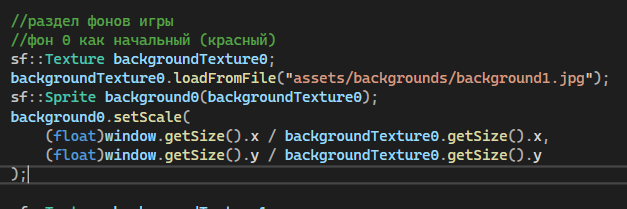 //раздел фонов игры
//фон 0 как начальный (красный)
sf::Texture backgroundTexture0;
backgroundTexture0.loadFromFile("assets/backgrounds/background1.jpg");
sf::Sprite background0(backgroundTexture0);
background0.setScale(
    (float)window.getSize().x / backgroundTexture0.getSize().x,
    (float)window.getSize().y / backgroundTexture0.getSize().y
);